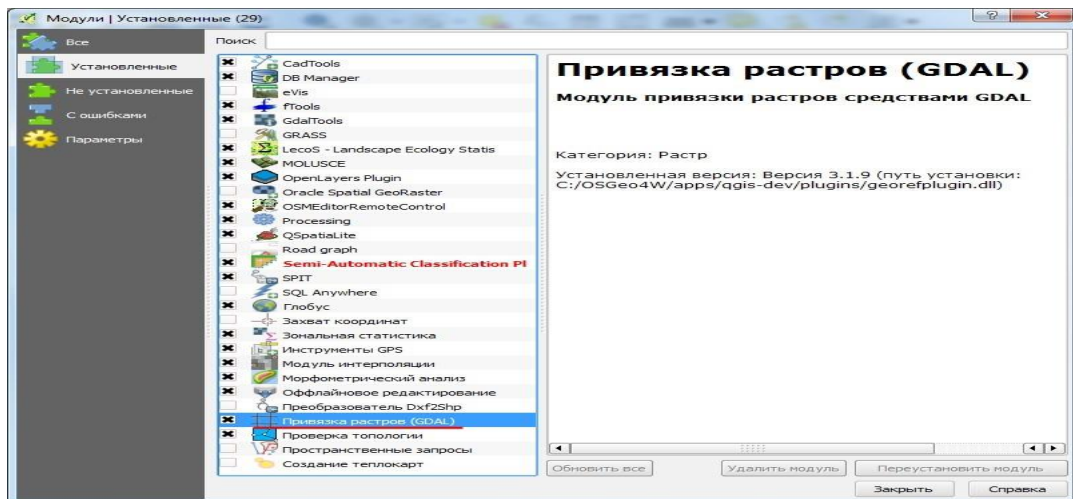 Модули | Установленные (29)
Все
Установленные
Не установленные
С ошибками
Параметры
Поиск
CadTools
DB Manager
eVis
fTools
GdalTools
GRASS
LecoS - Landscape Ecology Statis
MOLUSCE
OpenLayers Plugin
Oracle Spatial GeoRaster
OSMEditorRemoteControl
Processing
QSpatiaLite
Road graph
Semi-Automatic Classification Pl
SPIT
SQL Anywhere
Глобус
Захват координат
Зональная статистика
Инструменты GPS
Модуль интерполяции
Морфометрический анализ
Оффлайновое редактирование
Преобразователь Dxf2Shp
Привязка растров (GDAL)
Проверка топологии
Пространственные запросы
Создание теплокарт
Привязка растров (GDAL)
Модуль привязки растров средствами GDAL
Категория: Растр
Установленная версия: Версия 3.1.9 (путь установки:
C:/OSGeo4W/apps/qgis-dev/plugins/georefplugin.dll)
Обновить все
Удалить модуль
Переустановить модуль
Закрыть
Справка